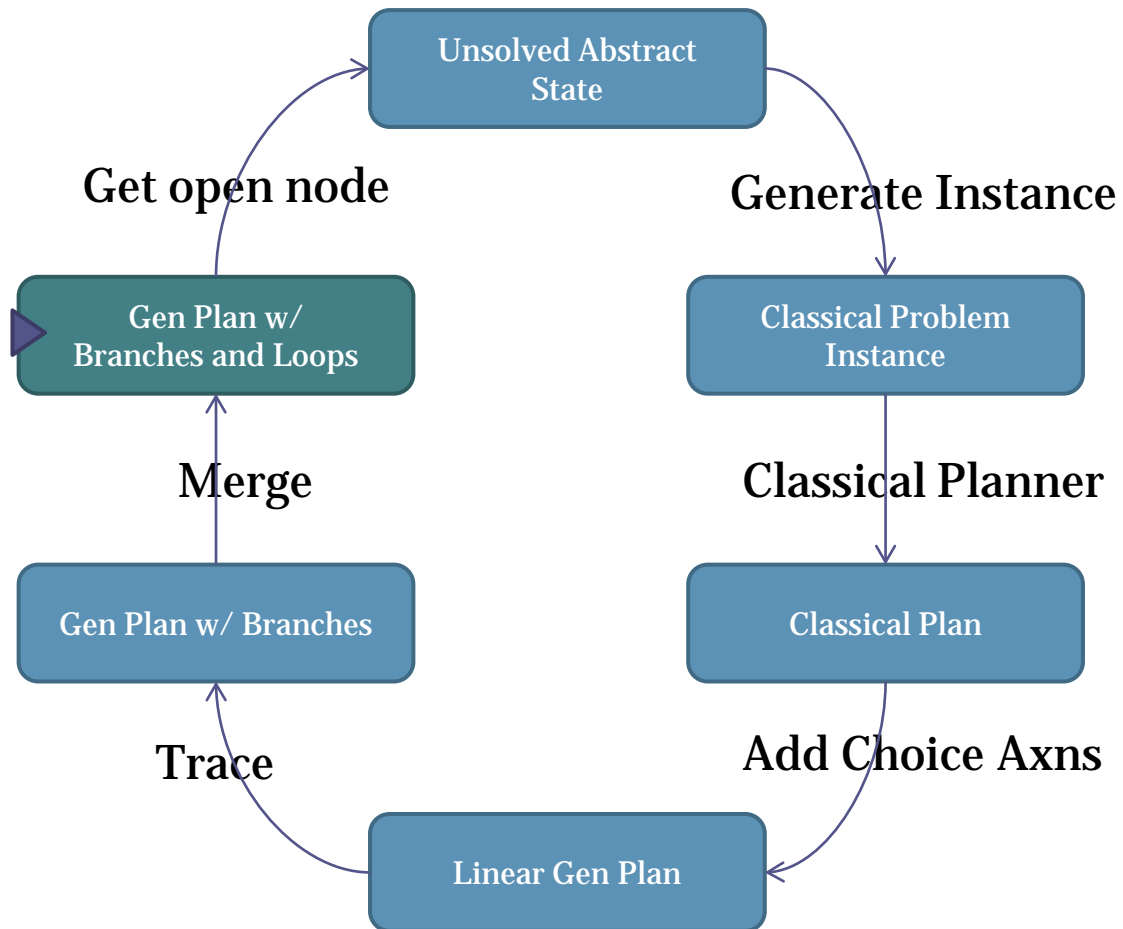 Unsolved Abstract
State
Get open node
Generate Instance
Gen Plan w/
Branches and Loops
Classical Problem
Instance
Merge
Classical Planner
Gen Plan w/ Branches
Classical Plan
Trace
Add Choice Axns
Linear Gen Plan